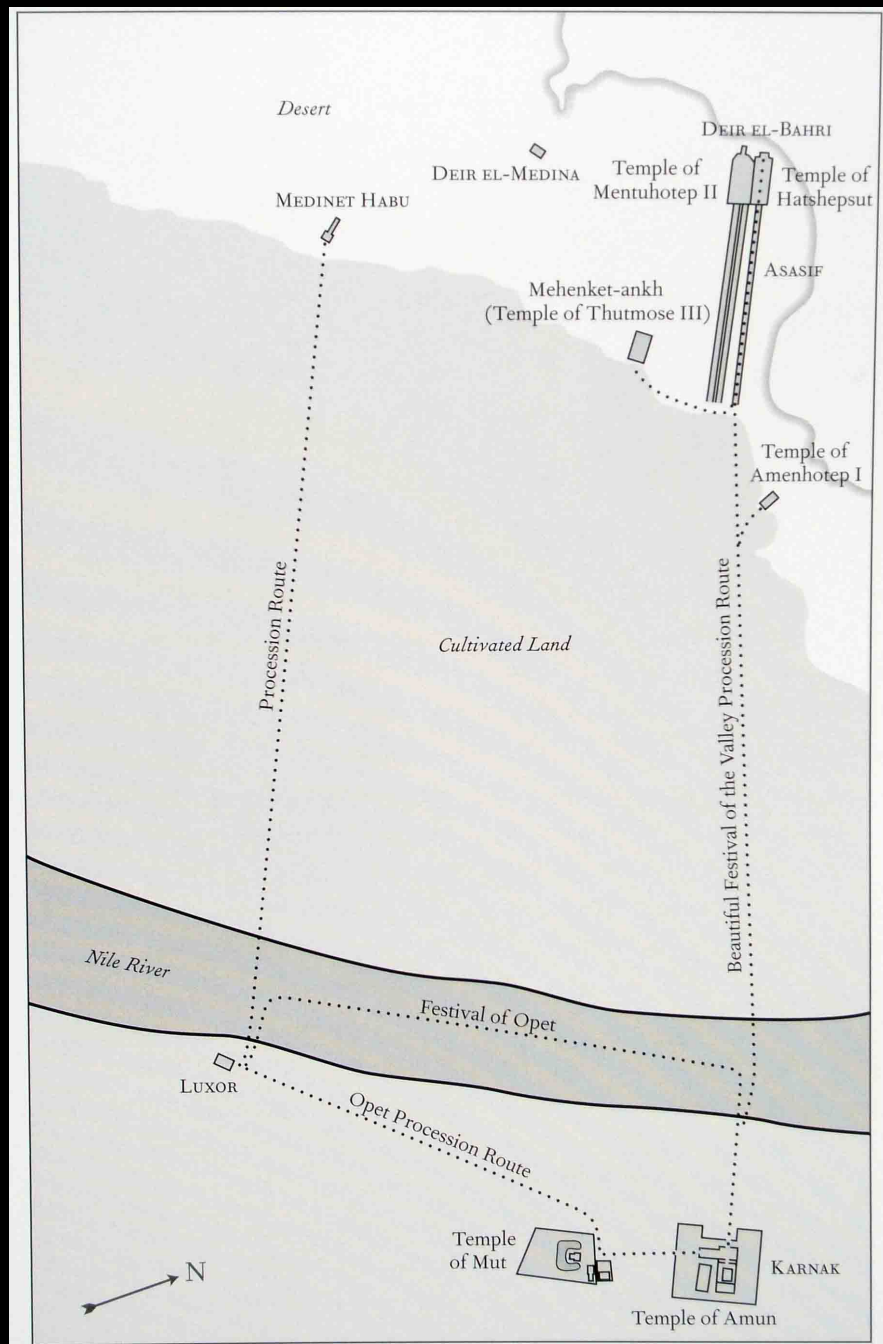 Desert
DEIR EL-BAHRI
DEIR EL-MEDINA
Temple of
Mentuhotep II
Temple of
Hatshepsut
MEDINET HABU
ASASIF
Mehenket-ankh
(Temple of Thutmose III)
Temple of
Amenhotep I
Procession Route
Cultivated Land
Beautiful Festival of the Valley Procession Route
Nile River
Festival of Opet
LUXOR
Opet Procession Route
Temple
of Mut
KARNAK
Temple of Amun
N